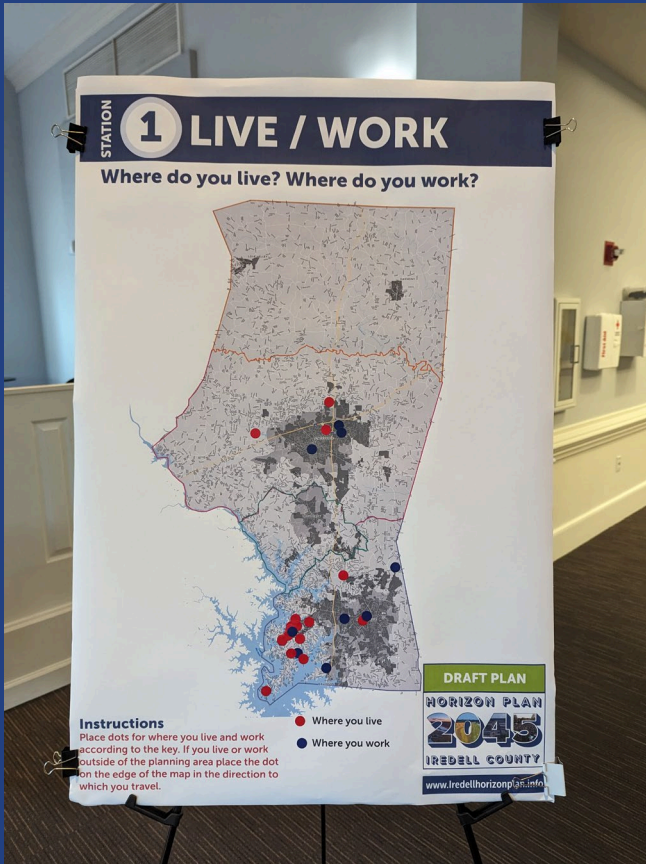 STATION
1 LIVE / WORK
Where do you live? Where do you work?
Instructions
Place dots for where you live and work
according to the key. If you live or work
outside of the planning area place the dot
on the edge of the map in the direction to
which you travel.
Where you live
Where you work
DRAFT PLAN
HORIZON PLAN
2045
IREDELL COUNTY
www.Iredellhorizonplan.info
First Aid